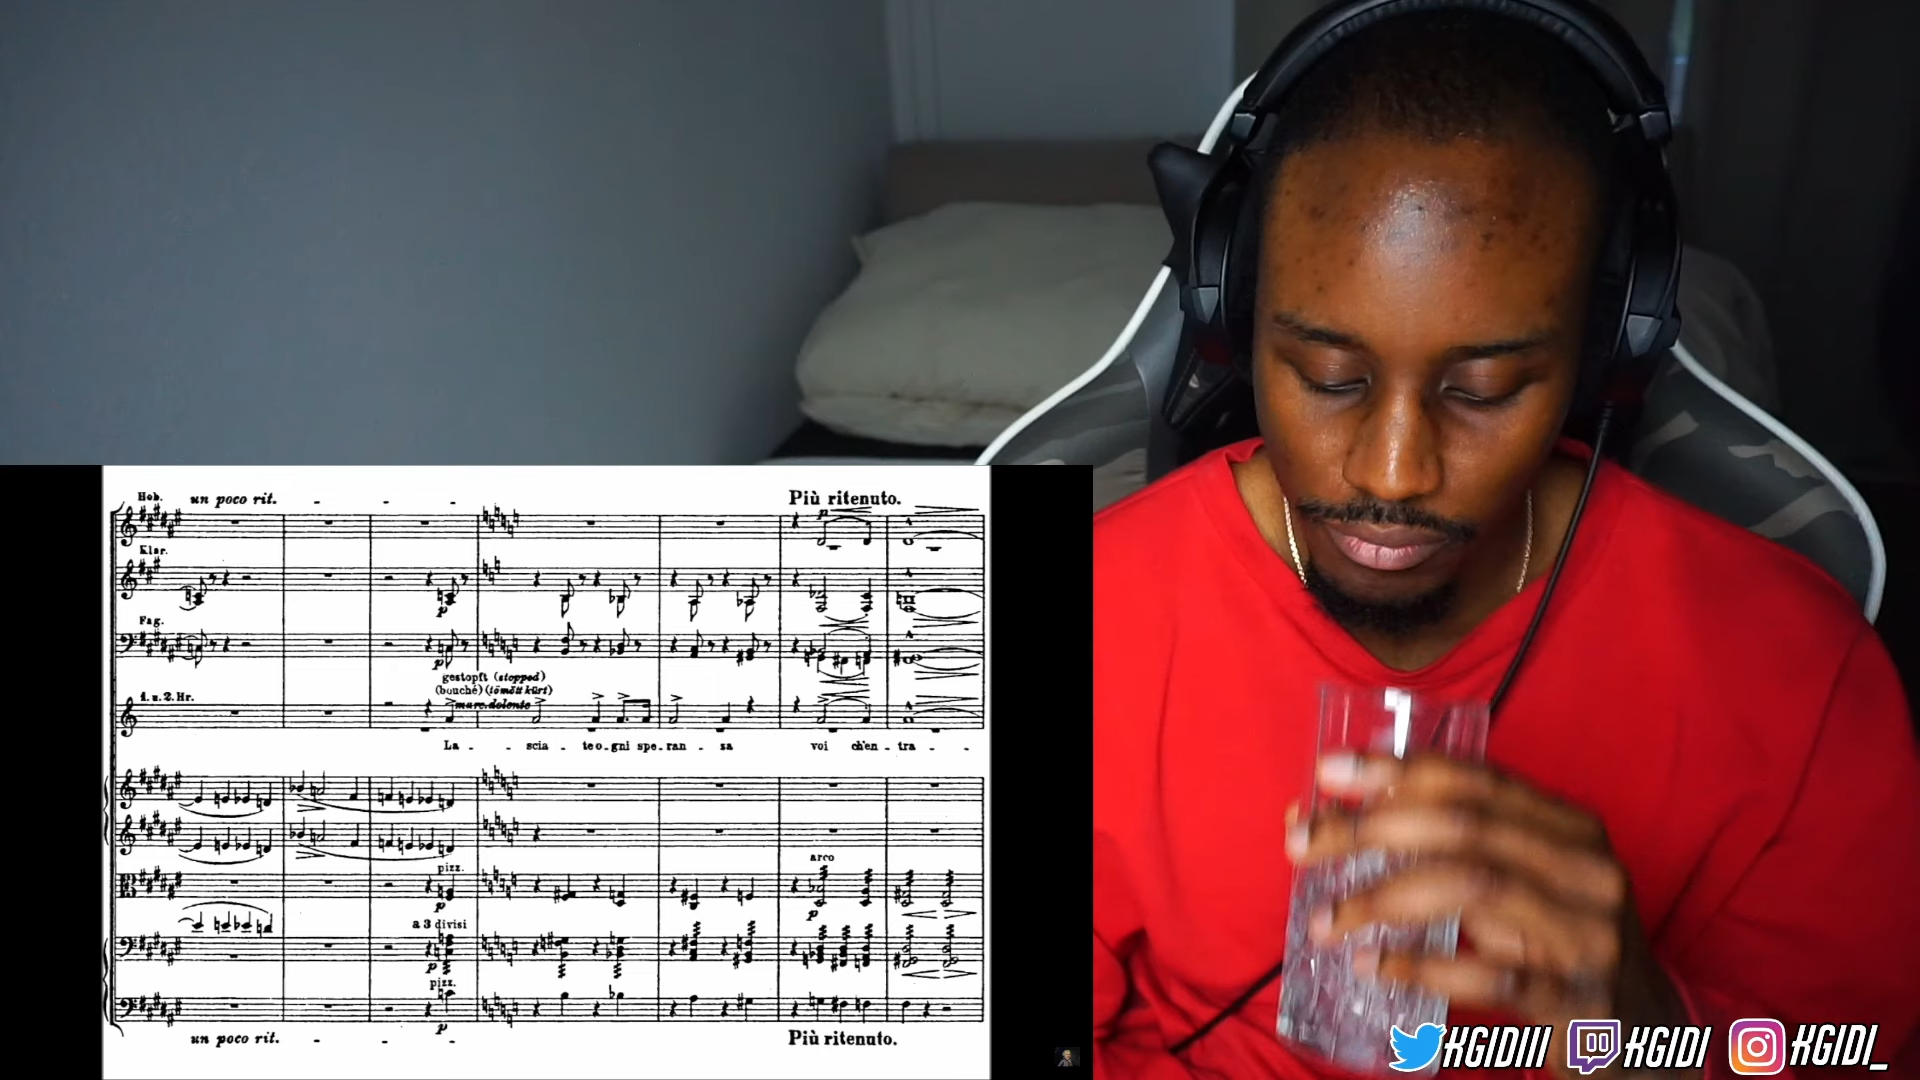 Hob. un poco rit. - - - Più ritenuto.
p
Klar.
p
Fag.
p
gestopft (stopped)
(bouché) (tömött kürt)
1. u. 2. Hr.
marc. dolente
La - - scia - te o - gni spe - ran - sa voi ch'en - tra - -
pizz.
arco
p
p
a 3 divisi
p
pizz.
p
un poco rit. - - - Più ritenuto.
KGIDIII KGIDI KGIDI_